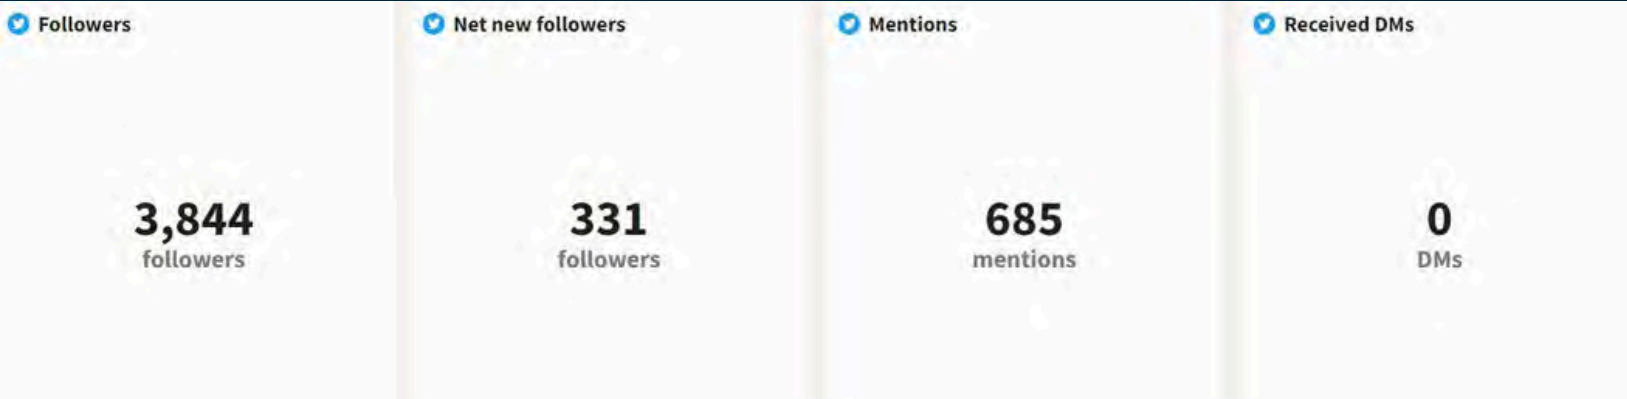 Followers
3,844
followers
Net new followers
331
followers
Mentions
685
mentions
Received DMs
0
DMs